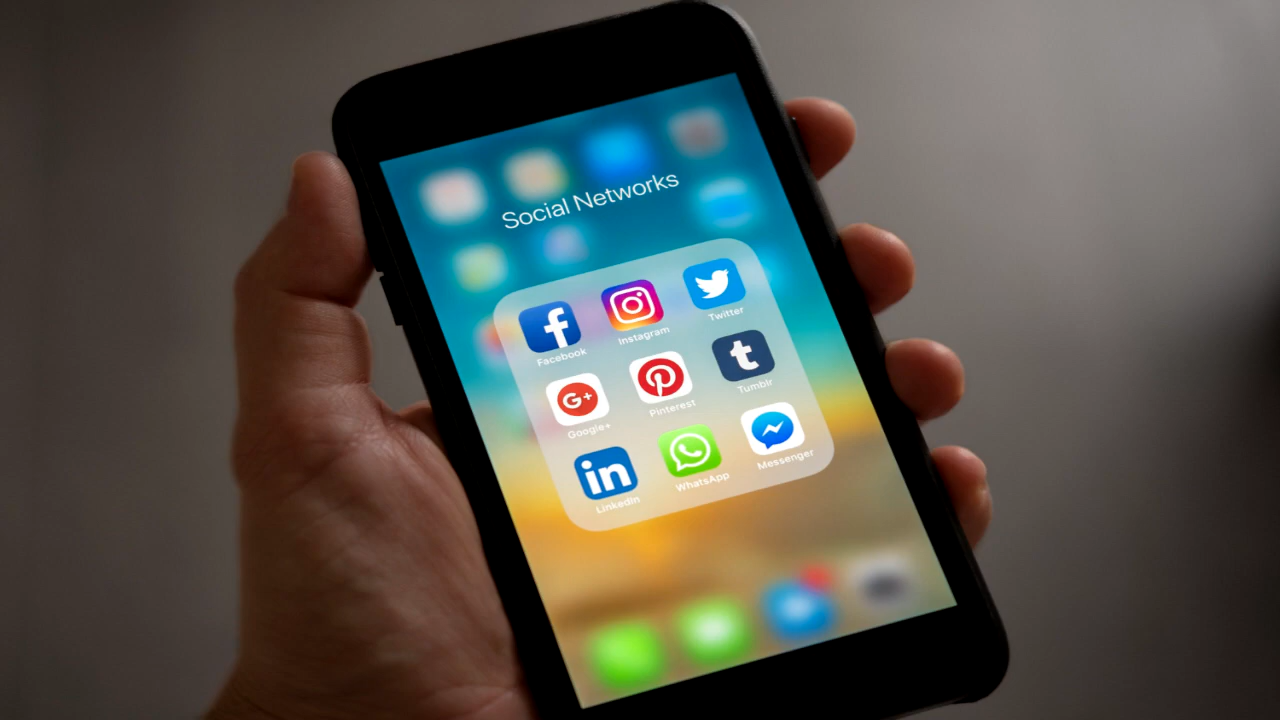 Social Networks
Facebook
Instagram
Twitter
Google+
Pinterest
Tumblr
LinkedIn
WhatsApp
Messenger